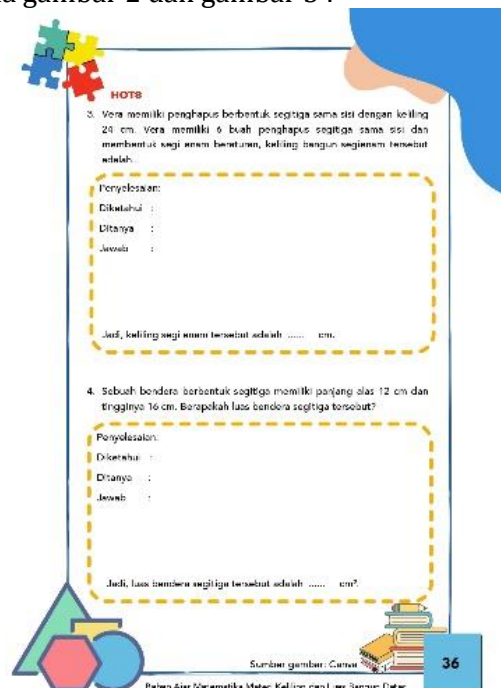 gambar 2 dan gambar 3 .
HOTS
3. Vera memiliki penghapus berbentuk segitiga sama sisi dengan keliling
24 cm. Vera memiliki 6 buah penghapus segitiga sama sisi dan
membentuk segi enam beraturan, keliling bangun segienam tersebut
adalah...
Penyelesaian:
Diketahui :
Ditanya :
Jawab :
Jadi, keliling segi enam tersebut adalah ...... cm.
4. Sebuah bendera berbentuk segitiga memiliki panjang alas 12 cm dan
tingginya 16 cm. Berapakah luas bendera segitiga tersebut?
Penyelesaian:
Diketahui :
Ditanya :
Jawab :
Jadi, luas bendera segitiga tersebut adalah ...... cm².
Sumber gambar: Canva
36
Bahan Ajar Matematika Materi Keliling dan Luas Bangun Datar